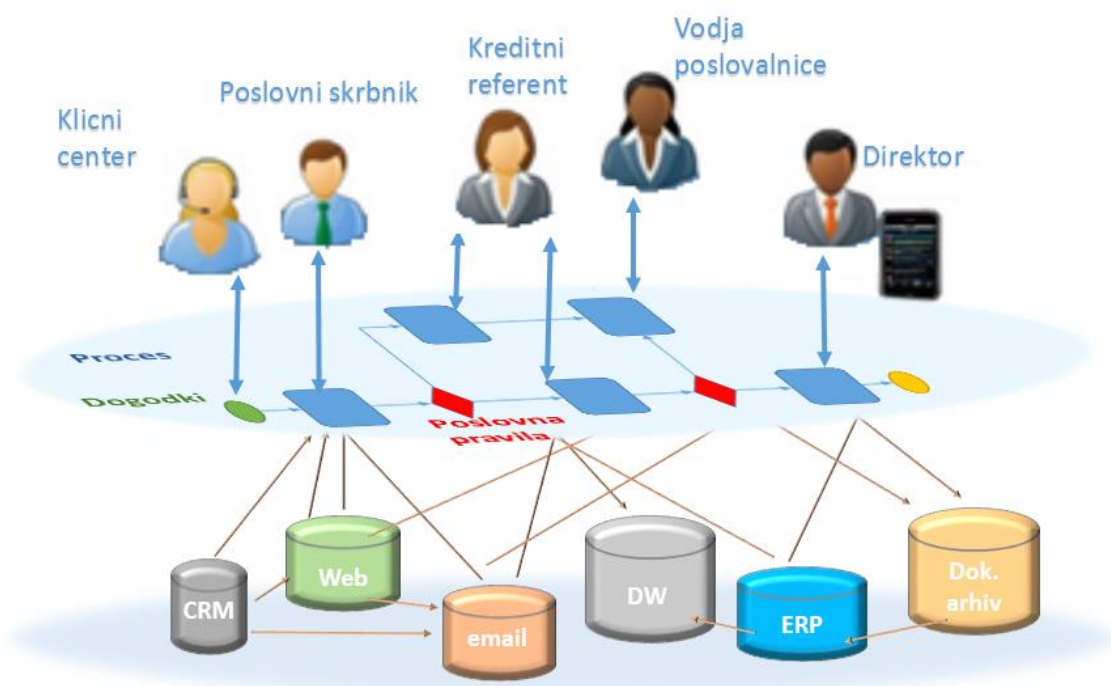 Klicni
center
Poslovni skrbnik
Kreditni
referent
Vodja
poslovalnice
Direktor
Proces
Dogodki
Poslovna
pravila
CRM
Web
email
DW
ERP
Dok.
arhiv